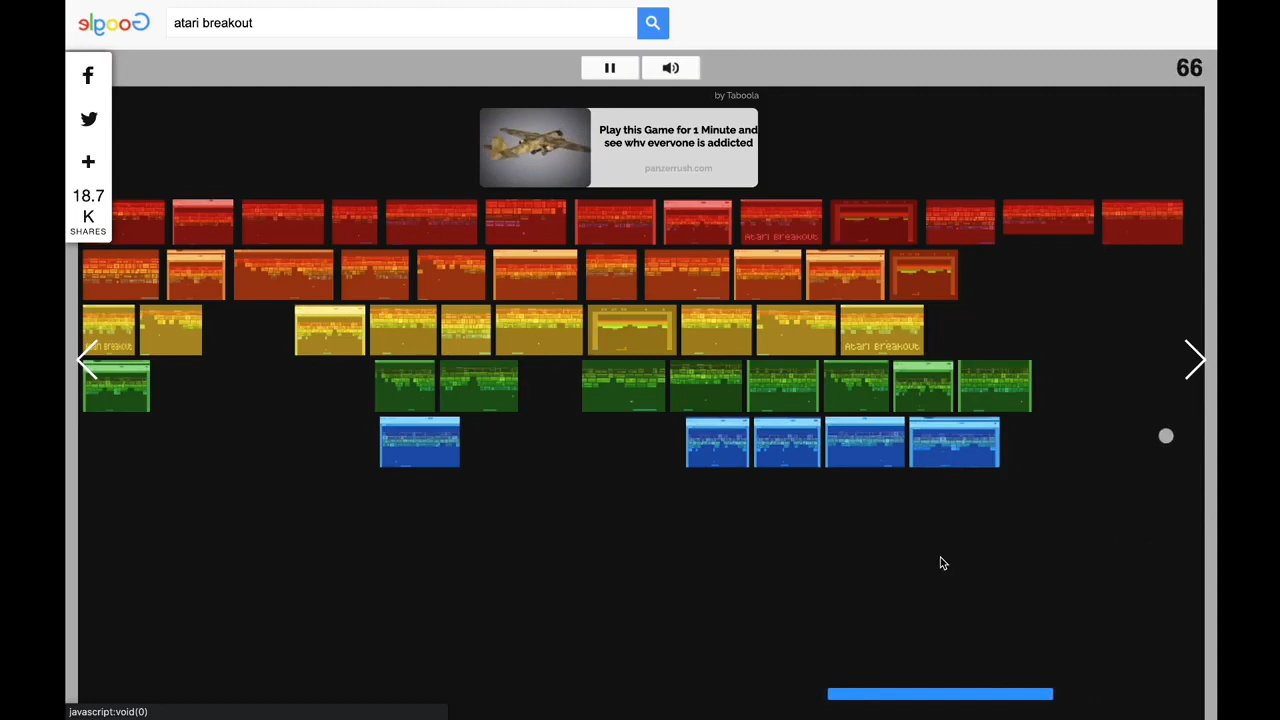 Google
atari breakout
66
by Taboola
Play this Game for 1 Minute and
see why everyone is addicted
panzerrush.com
18.7
K
SHARES
Atari Breakout
Atari Breakout
Atari Breakout
javascript:void(0)